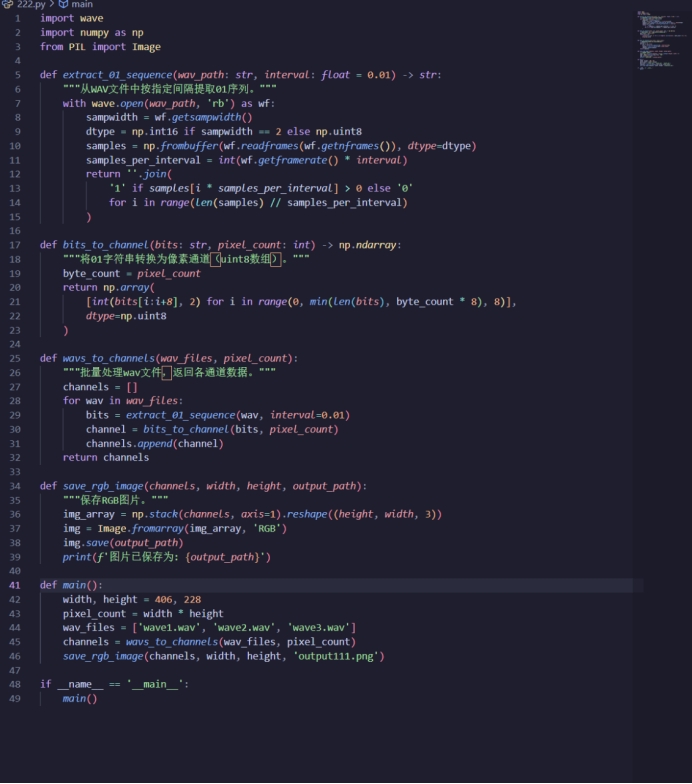 222.py > main
1 import wave
2 import numpy as np
3 from PIL import Image
4
5 def extract_01_sequence(wav_path: str, interval: float = 0.01) -> str:
6     """从WAV文件中按指定间隔提取01序列。"""
7     with wave.open(wav_path, 'rb') as wf:
8         sampwidth = wf.getsampwidth()
9         dtype = np.int16 if sampwidth == 2 else np.uint8
10         samples = np.frombuffer(wf.readframes(wf.getnframes()), dtype=dtype)
11         samples_per_interval = int(wf.getframerate() * interval)
12         return ''.join(
13             '1' if samples[i * samples_per_interval] > 0 else '0'
14             for i in range(len(samples) // samples_per_interval)
15         )
16
17 def bits_to_channel(bits: str, pixel_count: int) -> np.ndarray:
18     """将01字符串转换为像素通道（uint8数组）。"""
19     byte_count = pixel_count
20     return np.array(
21         [int(bits[i:i+8], 2) for i in range(0, min(len(bits), byte_count * 8), 8)],
22         dtype=np.uint8
23     )
24
25 def wavs_to_channels(wav_files, pixel_count):
26     """批量处理wav文件，返回各通道数据。"""
27     channels = []
28     for wav in wav_files:
29         bits = extract_01_sequence(wav, interval=0.01)
30         channel = bits_to_channel(bits, pixel_count)
31         channels.append(channel)
32     return channels
33
34 def save_rgb_image(channels, width, height, output_path):
35     """保存RGB图片。"""
36     img_array = np.stack(channels, axis=1).reshape((height, width, 3))
37     img = Image.fromarray(img_array, 'RGB')
38     img.save(output_path)
39     print(f'图片已保存为: {output_path}')
40
41 def main():
42     width, height = 406, 228
43     pixel_count = width * height
44     wav_files = ['wave1.wav', 'wave2.wav', 'wave3.wav']
45     channels = wavs_to_channels(wav_files, pixel_count)
46     save_rgb_image(channels, width, height, 'output111.png')
47
48 if __name__ == '__main__':
49     main()